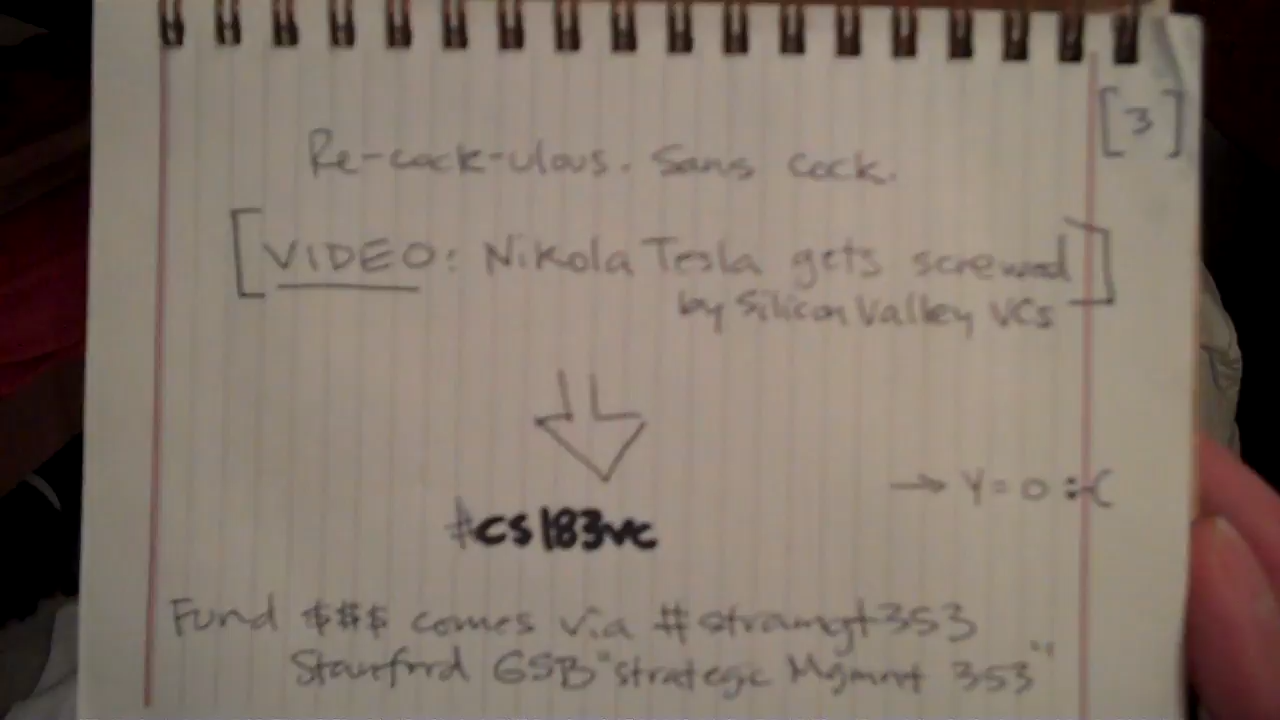 [3]
Re-cock-ulous. Sans cock.
[VIDEO: Nikola Tesla gets screwed
by Silicon Valley VCs]
→ Y=0 :-(
#CS183vc
Fund $$$ comes via #stramgt353
Stanford GSB "Strategic Mgmnt 353"